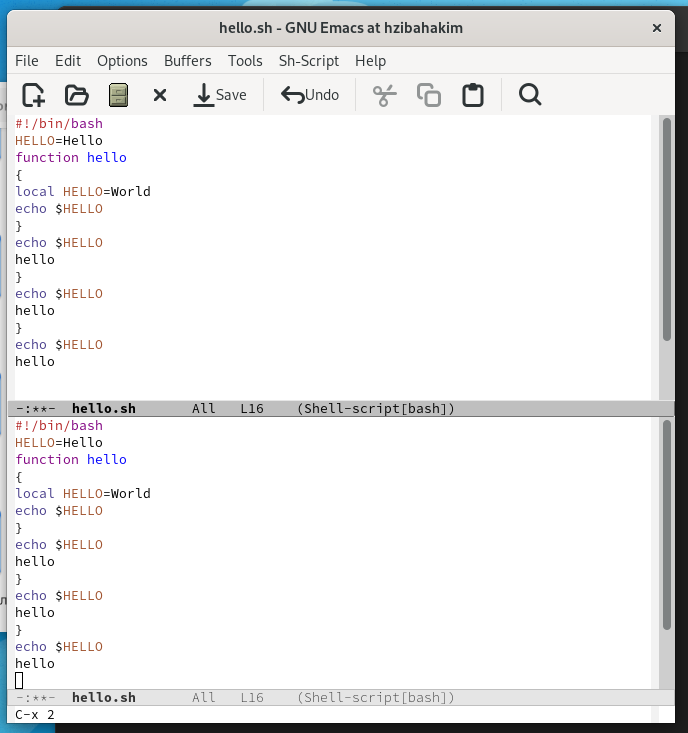 hello.sh - GNU Emacs at hzibahakim
File Edit Options Buffers Tools Sh-Script Help
Save Undo
#!/bin/bash
HELLO=Hello
function hello
{
local HELLO=World
echo $HELLO
}
echo $HELLO
hello
}
echo $HELLO
hello
}
echo $HELLO
hello
-:**- hello.sh All L16 (Shell-script[bash])
#!/bin/bash
HELLO=Hello
function hello
{
local HELLO=World
echo $HELLO
}
echo $HELLO
hello
}
echo $HELLO
hello
}
echo $HELLO
hello
-:**- hello.sh All L16 (Shell-script[bash])
C-x 2